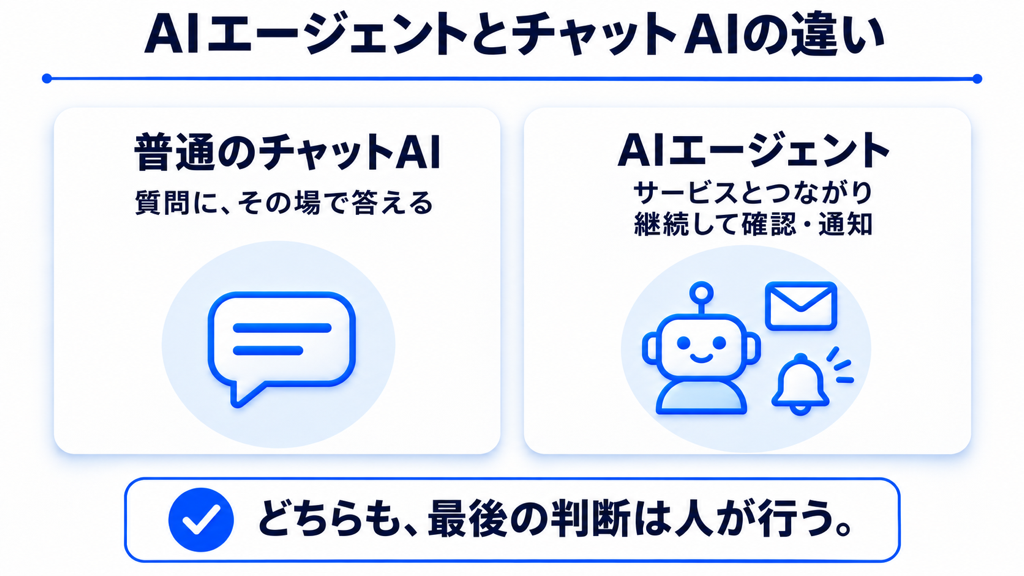 AIエージェントとチャットAIの違い
普通のチャットAI
質問に、その場で答える
AIエージェント
サービスとつながり
継続して確認・通知
どちらも、最後の判断は人が行う。